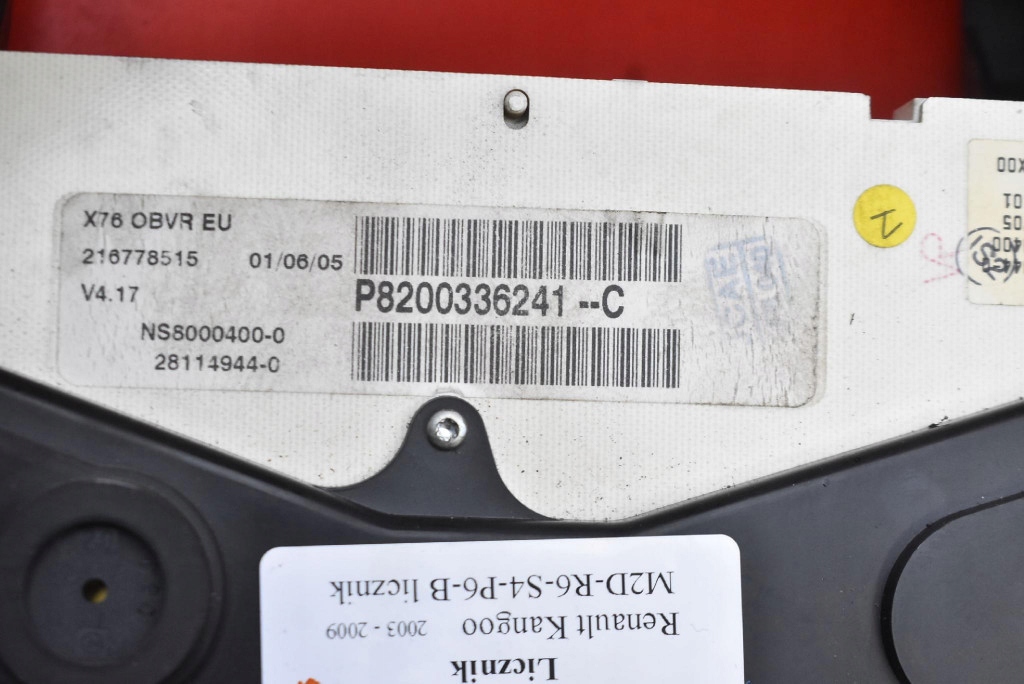 X76 OBVR EU
216778515 01/06/05
V4.17
P8200336241 --C
NS8000400-0
28114944-0
1
Licznik
Renault Kangoo 2003 - 2009
M2D-R6-S4-P6-B licznik